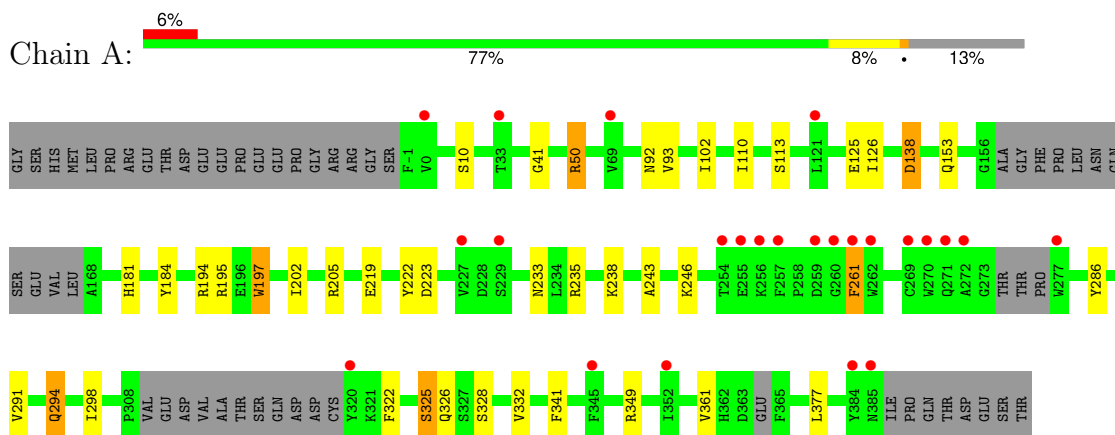 6%
Chain A:
77% 8% • 13%
GLY SER HIS MET LEU PRO ARG GLU THR ASP GLU GLU PRO GLU GLU PRO GLY ARG ARG GLY SER F-1 V0 S10 T33 G41 R50 V69 N92 V93 I102 I110 S113 L121 E125 I126 D138 Q153 G156 ALA GLY PHE PRO LEU ASN GLN
SER GLU VAL LEU A168 H181 Y184 R194 R195 E196 W197 I202 R205 E219 Y222 D223 V227 D228 S229 N233 L234 R235 K238 A243 K246 T254 E255 K256 F257 P258 D259 G260 F261 W262 C269 W270 Q271 A272 G273 THR THR PRO W277 Y286
V291 Q294 I298 P308 VAL GLU ASP VAL ALA THR SER GLN ASP ASP CYS Y320 K321 F322 S325 Q326 S327 S328 V332 F341 F345 R349 I352 V361 H362 D363 GLU F365 L377 Y384 N385 ILE PRO GLN THR ASP GLU SER THR